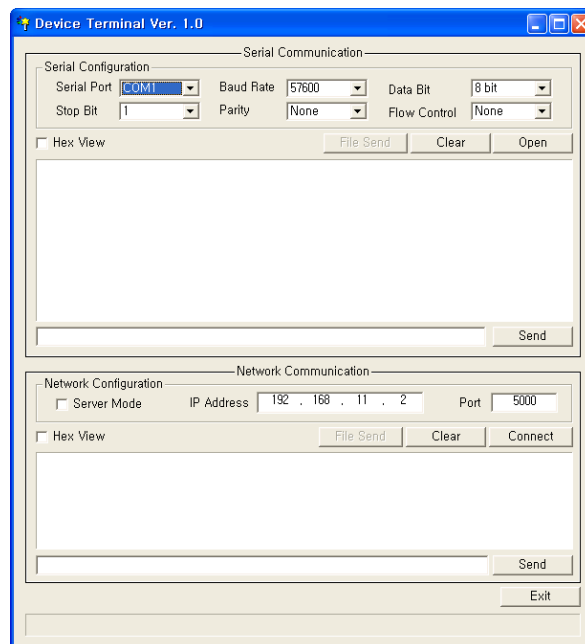 Device Terminal Ver. 1.0
Serial Communication
Serial Configuration
Serial Port COM1 Baud Rate 57600 Data Bit 8 bit
Stop Bit 1 Parity None Flow Control None
Hex View File Send Clear Open
Send
Network Communication
Network Configuration
Server Mode IP Address 192 . 168 . 11 . 2 Port 5000
Hex View File Send Clear Connect
Send
Exit